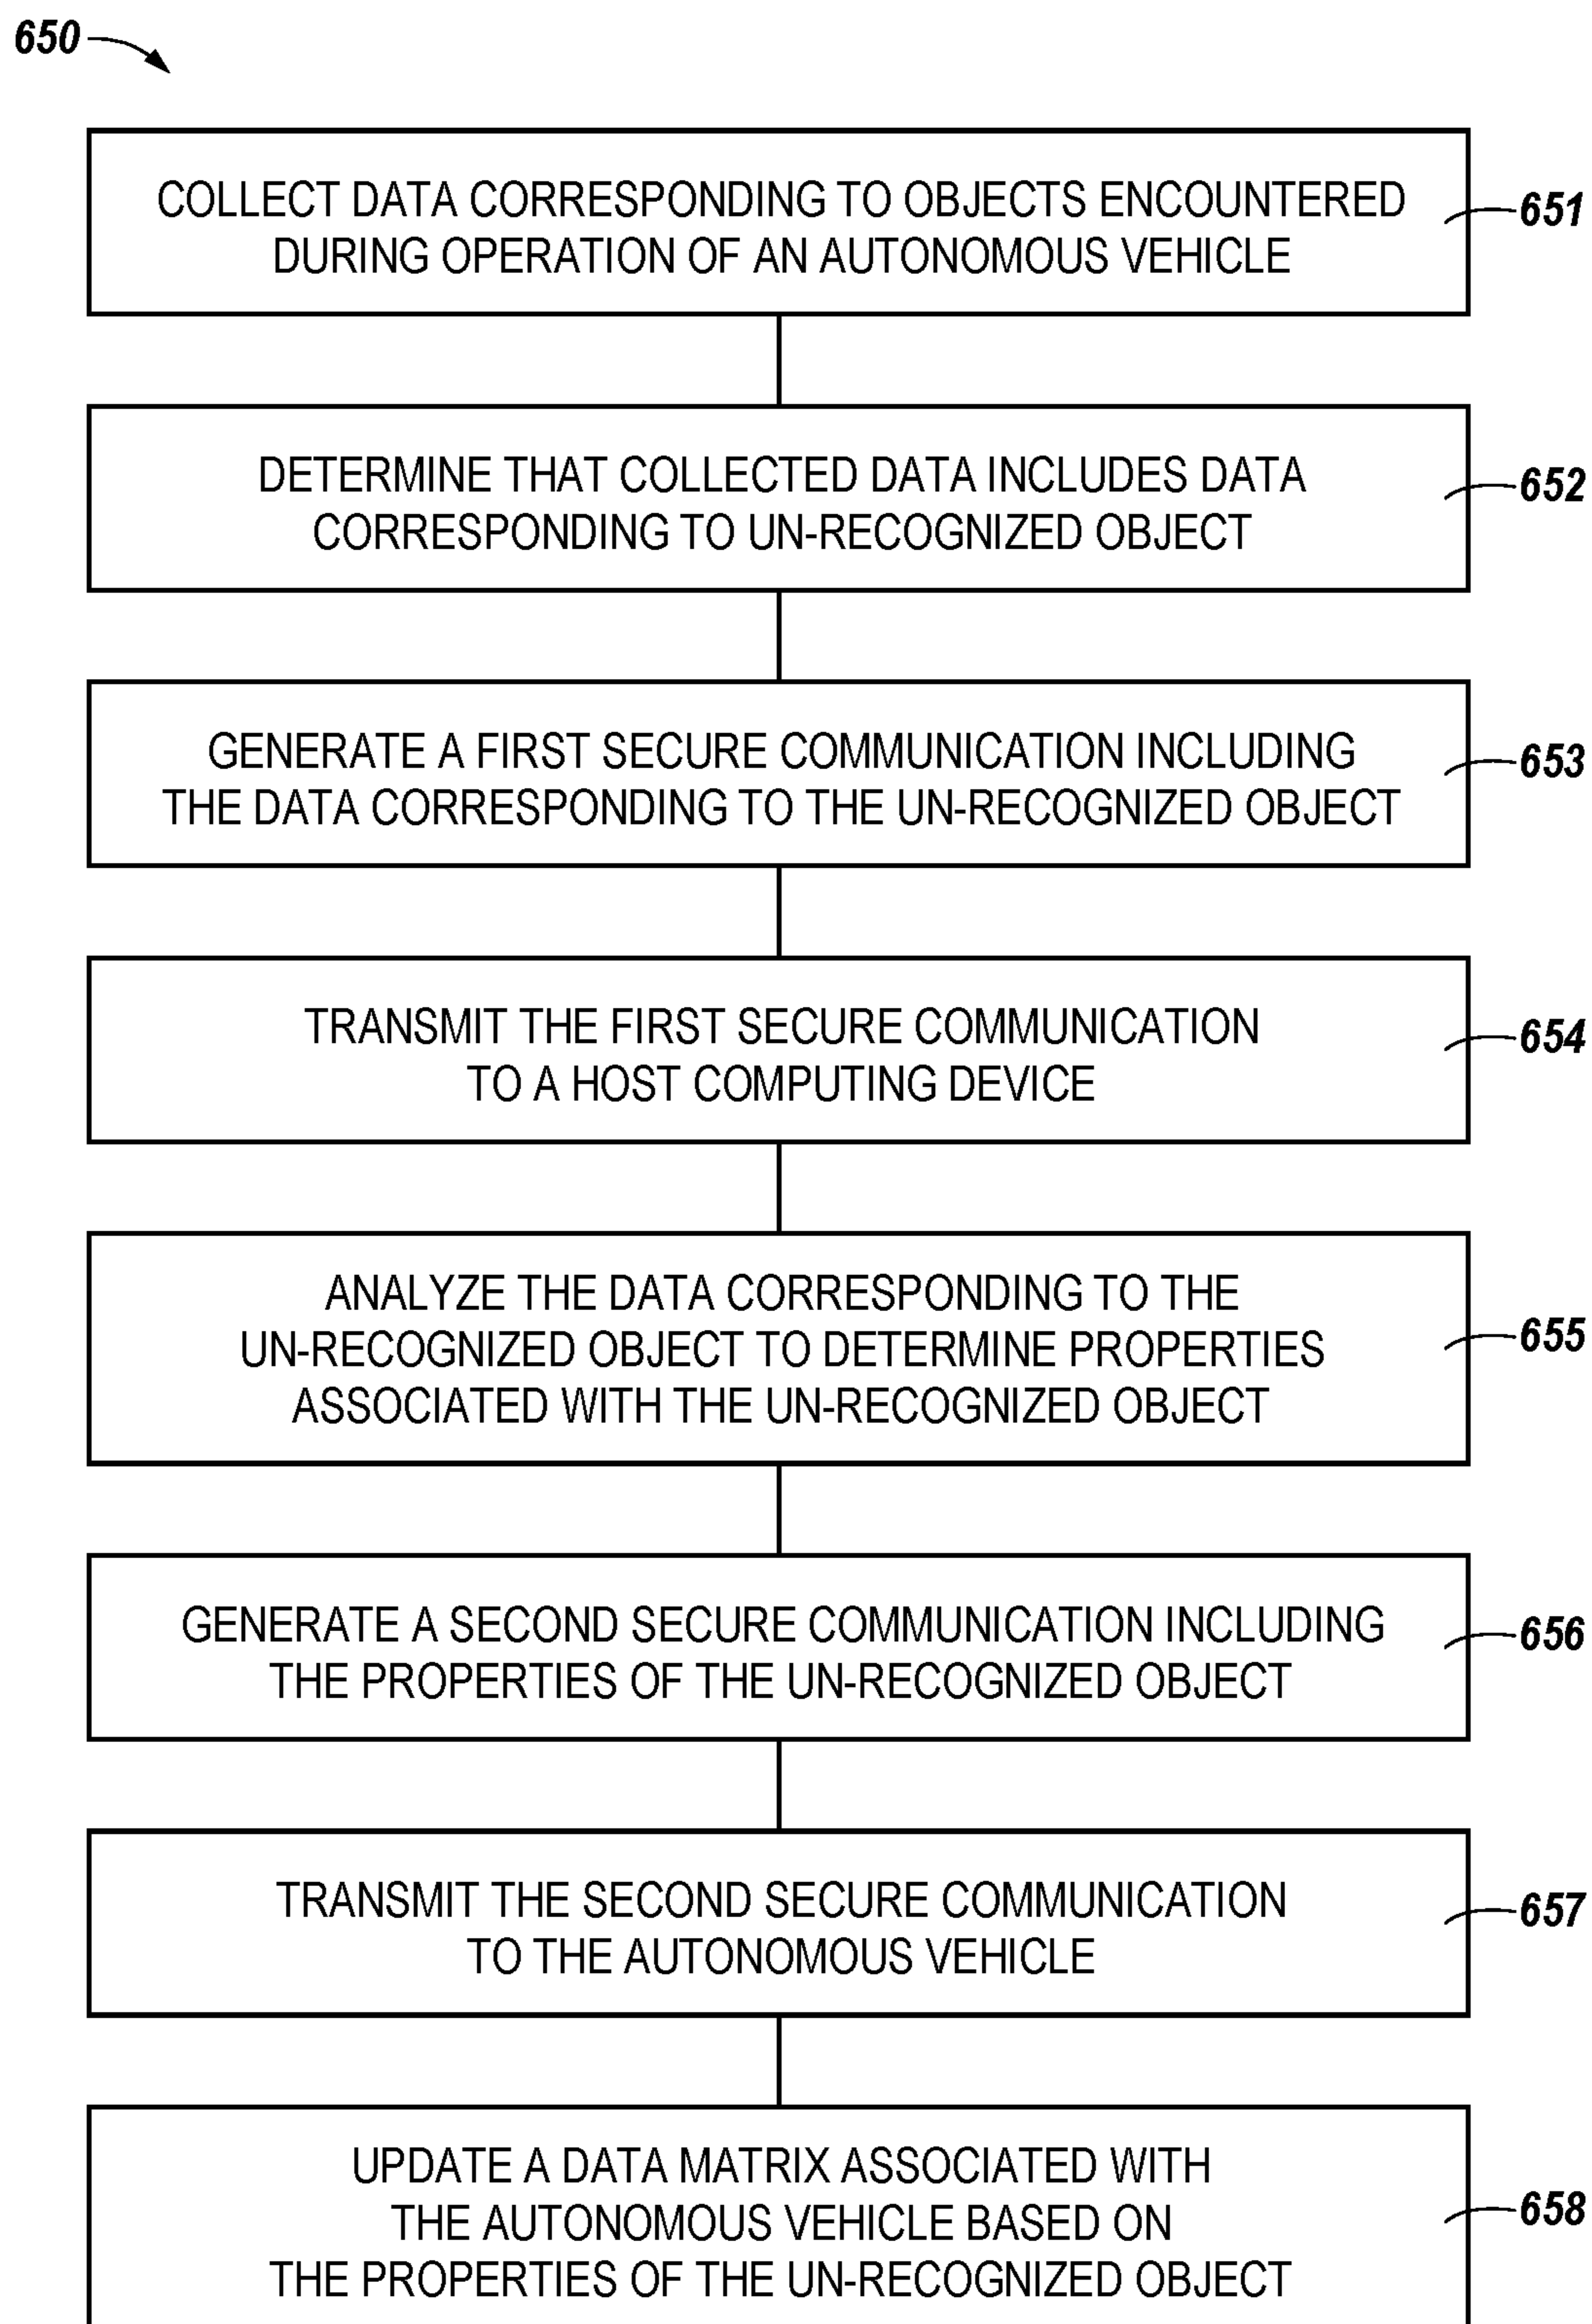 650
COLLECT DATA CORRESPONDING TO OBJECTS ENCOUNTERED
DURING OPERATION OF AN AUTONOMOUS VEHICLE
651
DETERMINE THAT COLLECTED DATA INCLUDES DATA
CORRESPONDING TO UN-RECOGNIZED OBJECT
652
GENERATE A FIRST SECURE COMMUNICATION INCLUDING
THE DATA CORRESPONDING TO THE UN-RECOGNIZED OBJECT
653
TRANSMIT THE FIRST SECURE COMMUNICATION
TO A HOST COMPUTING DEVICE
654
ANALYZE THE DATA CORRESPONDING TO THE
UN-RECOGNIZED OBJECT TO DETERMINE PROPERTIES
ASSOCIATED WITH THE UN-RECOGNIZED OBJECT
655
GENERATE A SECOND SECURE COMMUNICATION INCLUDING
THE PROPERTIES OF THE UN-RECOGNIZED OBJECT
656
TRANSMIT THE SECOND SECURE COMMUNICATION
TO THE AUTONOMOUS VEHICLE
657
UPDATE A DATA MATRIX ASSOCIATED WITH
THE AUTONOMOUS VEHICLE BASED ON
THE PROPERTIES OF THE UN-RECOGNIZED OBJECT
658